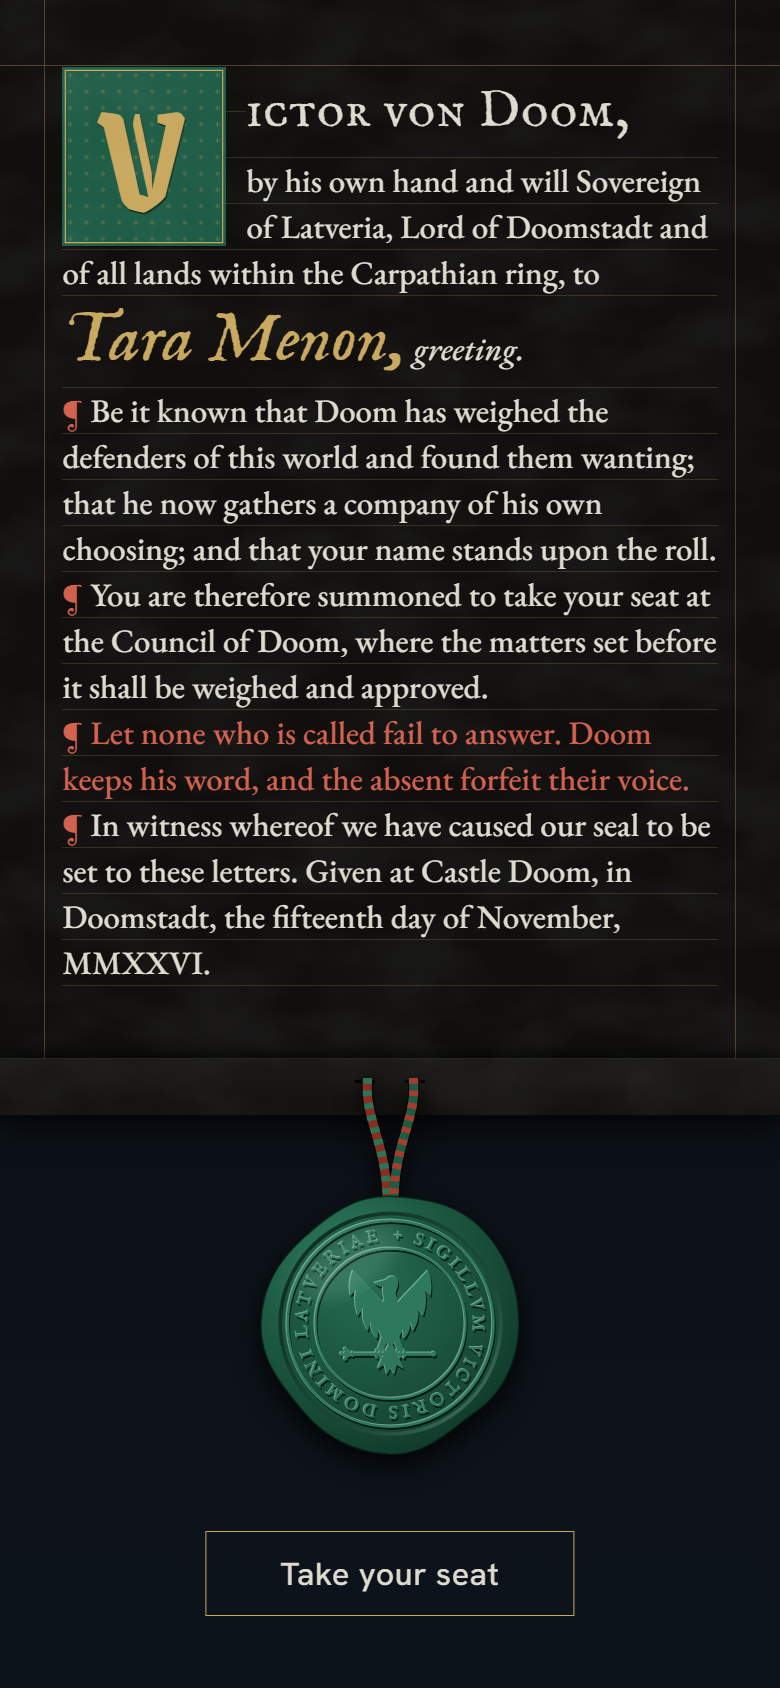 VICTOR VON DOOM,
by his own hand and will Sovereign
of Latveria, Lord of Doomstadt and
of all lands within the Carpathian ring, to
Tara Menon, greeting.
¶ Be it known that Doom has weighed the
defenders of this world and found them wanting;
that he now gathers a company of his own
choosing; and that your name stands upon the roll.
¶ You are therefore summoned to take your seat at
the Council of Doom, where the matters set before
it shall be weighed and approved.
¶ Let none who is called fail to answer. Doom
keeps his word, and the absent forfeit their voice.
¶ In witness whereof we have caused our seal to be
set to these letters. Given at Castle Doom, in
Doomstadt, the fifteenth day of November,
MMXXVI.
+ SIGILLVM VICTORIS DOMINI LATVERIAE
Take your seat